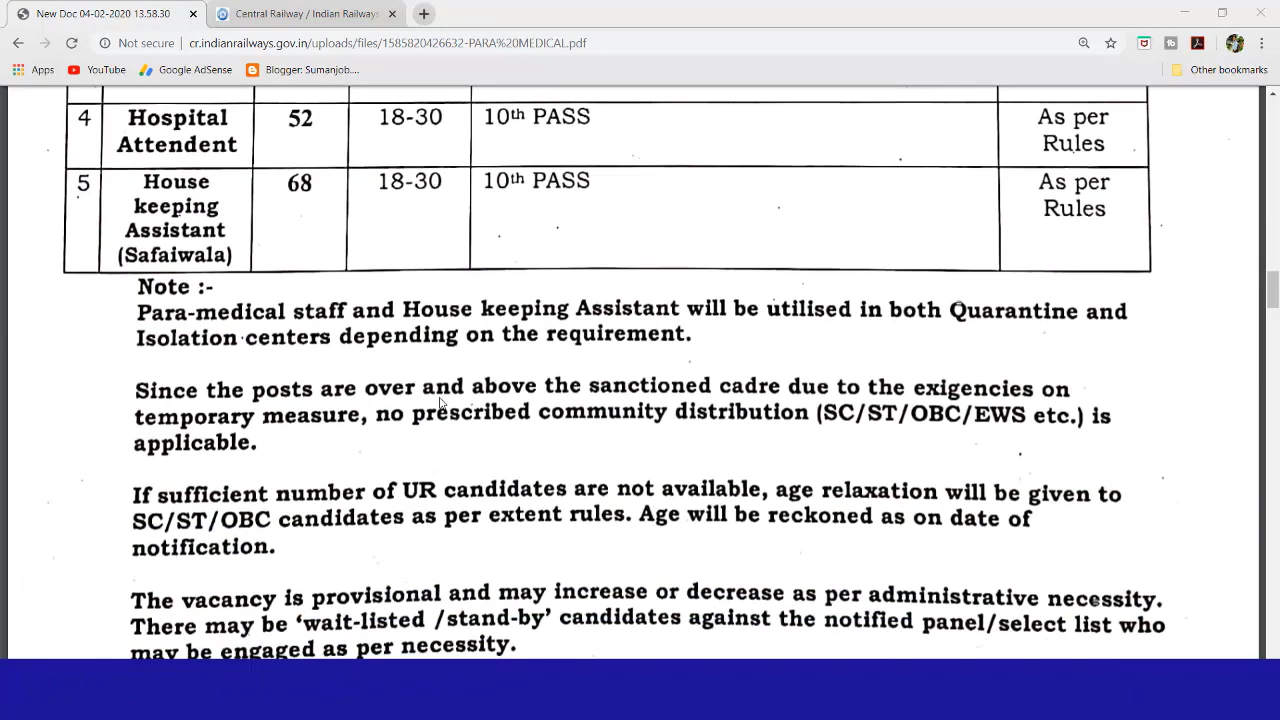 New Doc 04-02-2020 13.58.30
Central Railway / Indian Railways
Not secure cr.indianrailways.gov.in/uploads/files/1585820426632-PARA%20MEDICAL.pdf
Apps YouTube Google AdSense Blogger: Sumanjob.... Other bookmarks
4 Hospital Attendent 52 18-30 10th PASS As per Rules
5 House keeping Assistant (Safaiwala) 68 18-30 10th PASS As per Rules
Note :-
Para-medical staff and House keeping Assistant will be utilised in both Quarantine and
Isolation centers depending on the requirement.
Since the posts are over and above the sanctioned cadre due to the exigencies on
temporary measure, no prescribed community distribution (SC/ST/OBC/EWS etc.) is
applicable.
If sufficient number of UR candidates are not available, age relaxation will be given to
SC/ST/OBC candidates as per extent rules. Age will be reckoned as on date of
notification.
The vacancy is provisional and may increase or decrease as per administrative necessity.
There may be ‘wait-listed /stand-by’ candidates against the notified panel/select list who
may be engaged as per necessity.